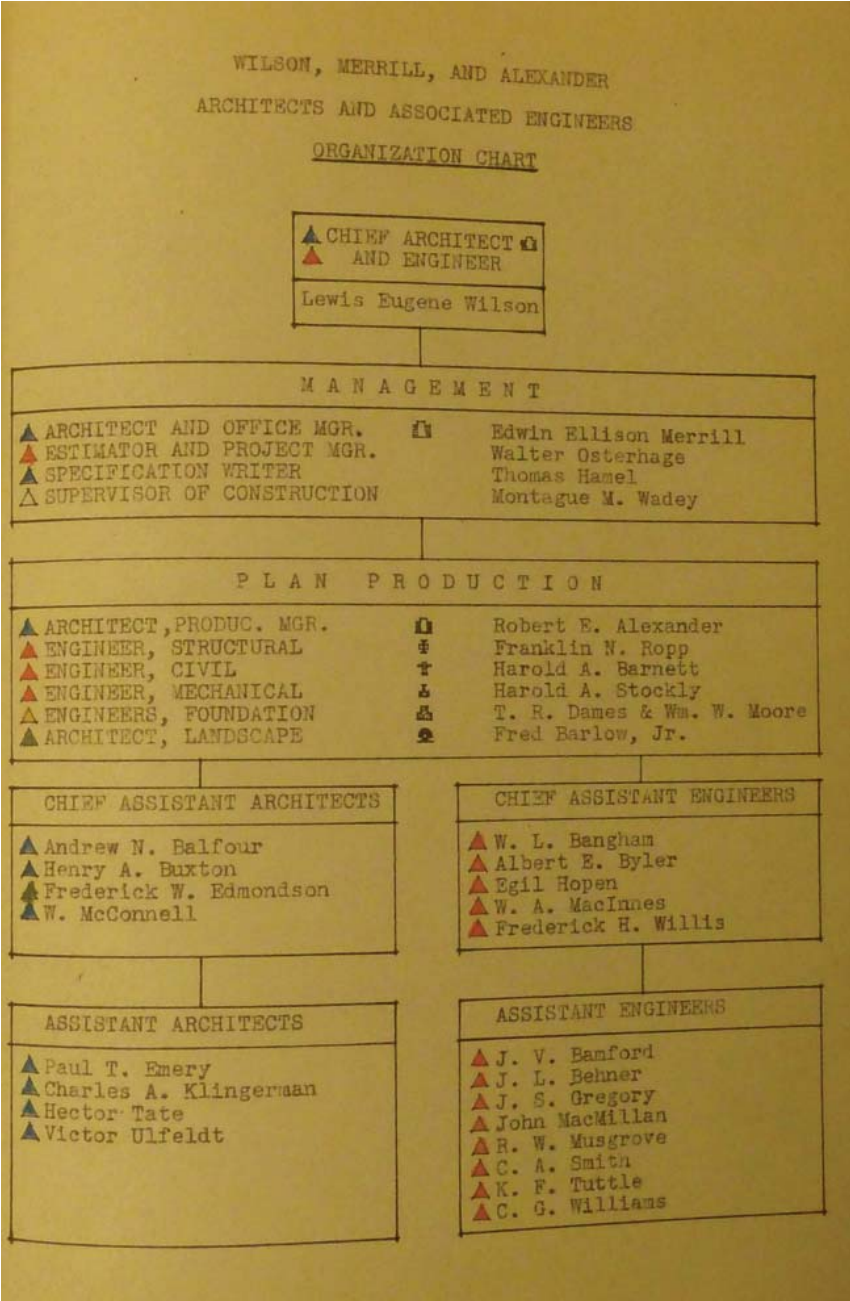 WILSON, MERRILL, AND ALEXANDER
ARCHITECTS AND ASSOCIATED ENGINEERS
ORGANIZATION CHART
CHIEF ARCHITECT
AND ENGINEER
Lewis Eugene Wilson
MANAGEMENT
ARCHITECT AND OFFICE MGR. Edwin Ellison Merrill
ESTIMATOR AND PROJECT MGR. Walter Osterhage
SPECIFICATION WRITER Thomas Hamel
SUPERVISOR OF CONSTRUCTION Montague M. Wadey
PLAN PRODUCTION
ARCHITECT, PRODUC. MGR. Robert E. Alexander
ENGINEER, STRUCTURAL Franklin N. Ropp
ENGINEER, CIVIL Harold A. Barnett
ENGINEER, MECHANICAL Harold A. Stockly
ENGINEERS, FOUNDATION T. R. Dames & Wm. W. Moore
ARCHITECT, LANDSCAPE Fred Barlow, Jr.
CHIEF ASSISTANT ARCHITECTS
Andrew N. Balfour
Henry A. Buxton
Frederick W. Edmondson
W. McConnell
CHIEF ASSISTANT ENGINEERS
W. L. Bangham
Albert E. Byler
Egil Hopen
W. A. MacInnes
Frederick H. Willis
ASSISTANT ARCHITECTS
Paul T. Emery
Charles A. Klingerman
Hector Tate
Victor Ulfeldt
ASSISTANT ENGINEERS
J. V. Bamford
J. L. Behner
J. S. Gregory
John MacMillan
R. W. Musgrove
C. A. Smith
K. F. Tuttle
C. G. Williams